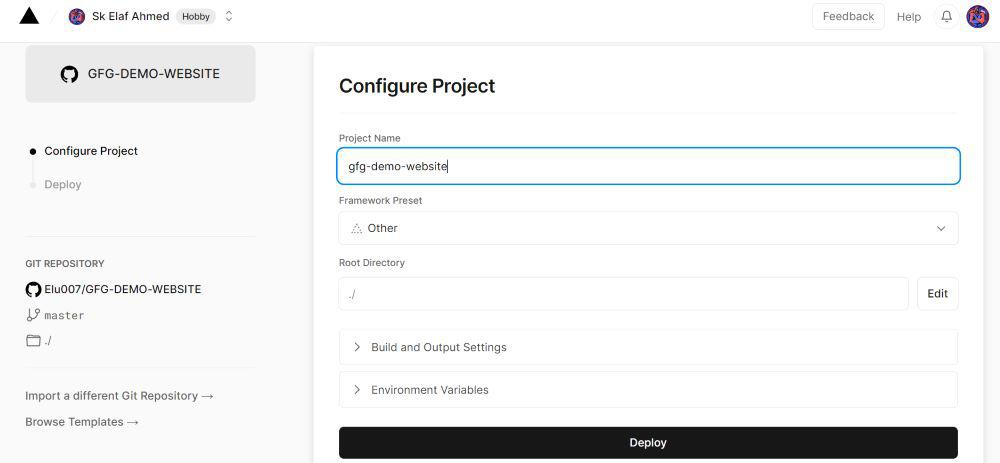 Sk Elaf Ahmed Hobby
Feedback Help
GFG-DEMO-WEBSITE
Configure Project
Deploy
GIT REPOSITORY
Elu007/GFG-DEMO-WEBSITE
master
./
Import a different Git Repository →
Browse Templates →
Configure Project
Project Name
gfg-demo-website
Framework Preset
Other
Root Directory
./ Edit
Build and Output Settings
Environment Variables
Deploy